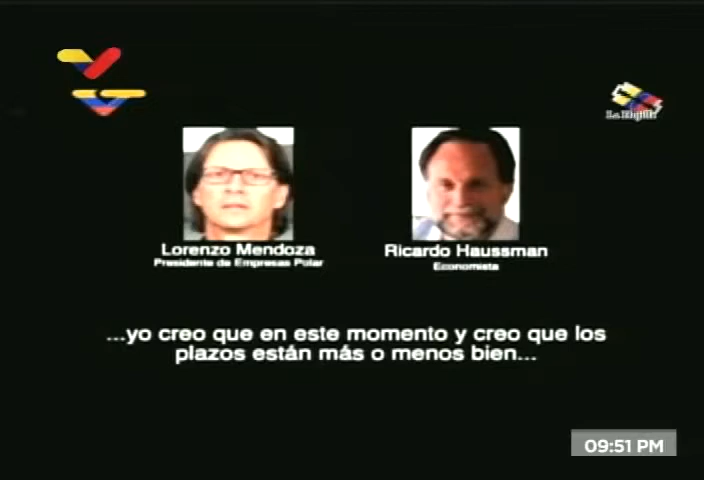 Lorenzo Mendoza
Presidente de Empresas Polar
Ricardo Haussman
Economista
...yo creo que en este momento y creo que los
plazos están más o menos bien...
09:51 PM